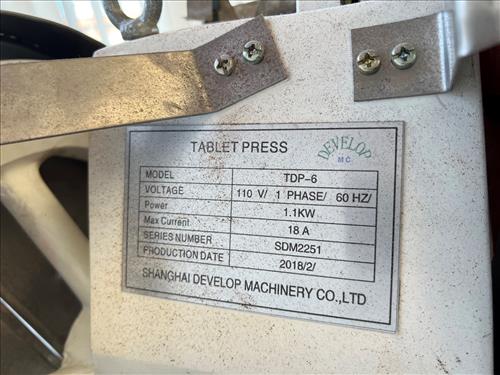 TABLET PRESS
DEVELOP
M C
MODEL TDP-6
VOLTAGE 110 V/ 1 PHASE/ 60 HZ/
Power 1.1KW
Max Current 18 A
SERIES NUMBER SDM2251
PRODUCTION DATE 2018/2/
SHANGHAI DEVELOP MACHINERY CO.,LTD